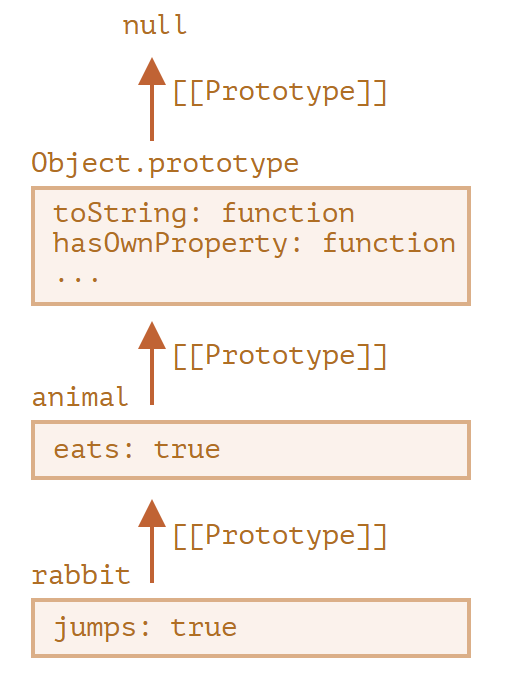 null
[[Prototype]]
Object.prototype
toString: function
hasOwnProperty: function
...
[[Prototype]]
animal
eats: true
[[Prototype]]
rabbit
jumps: true